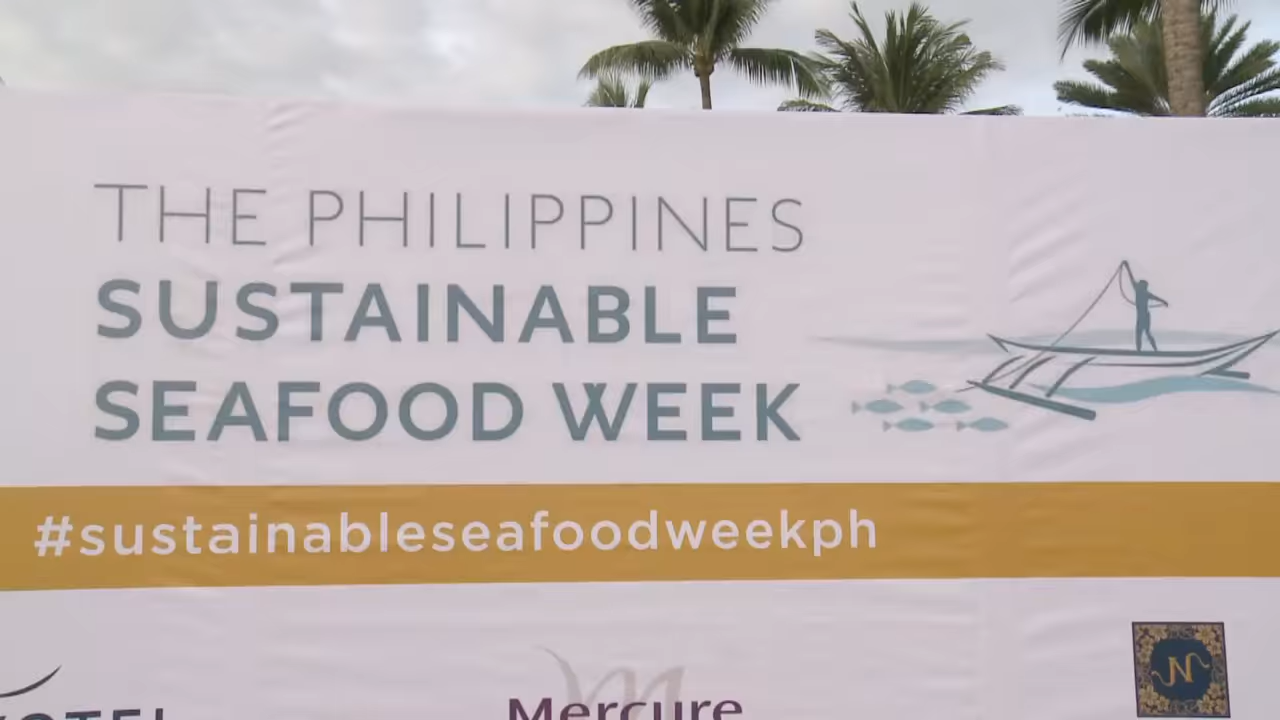 THE PHILIPPINES
SUSTAINABLE
SEAFOOD WEEK
#sustainableseafoodweekph
Mercure
N